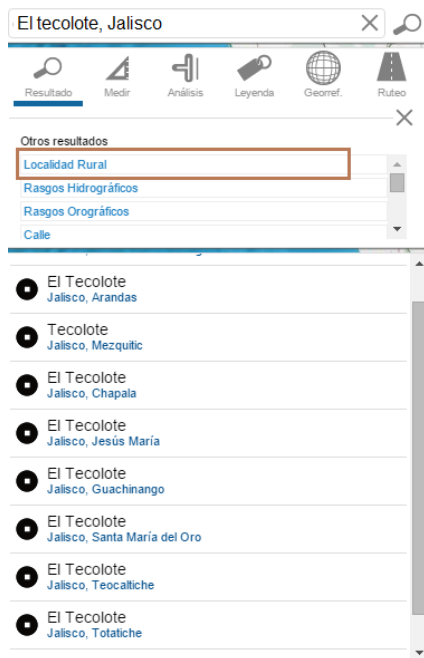 El tecolote, Jalisco
Resultado Medir Análisis Leyenda Georref. Ruteo
Otros resultados
Localidad Rural
Rasgos Hidrográficos
Rasgos Orográficos
Calle
El Tecolote
Jalisco, Arandas
Tecolote
Jalisco, Mezquitic
El Tecolote
Jalisco, Chapala
El Tecolote
Jalisco, Jesús María
El Tecolote
Jalisco, Guachinango
El Tecolote
Jalisco, Santa María del Oro
El Tecolote
Jalisco, Teocaltiche
El Tecolote
Jalisco, Totatiche